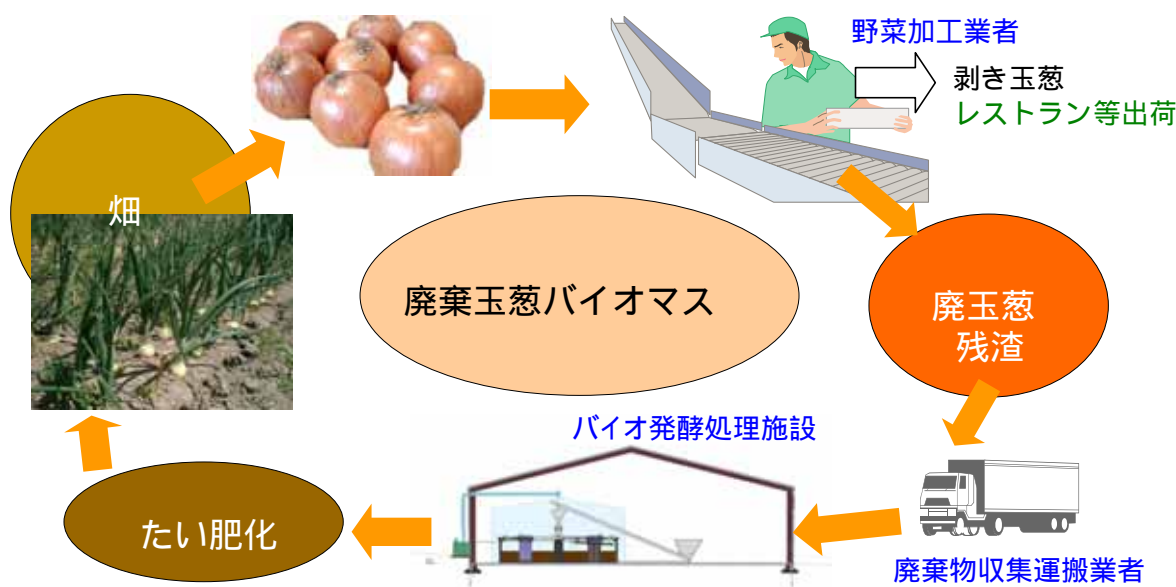 野菜加工業者
剥き玉葱
レストラン等出荷
畑
廃棄玉葱バイオマス
廃玉葱
残渣
バイオ発酵処理施設
たい肥化
廃棄物収集運搬業者